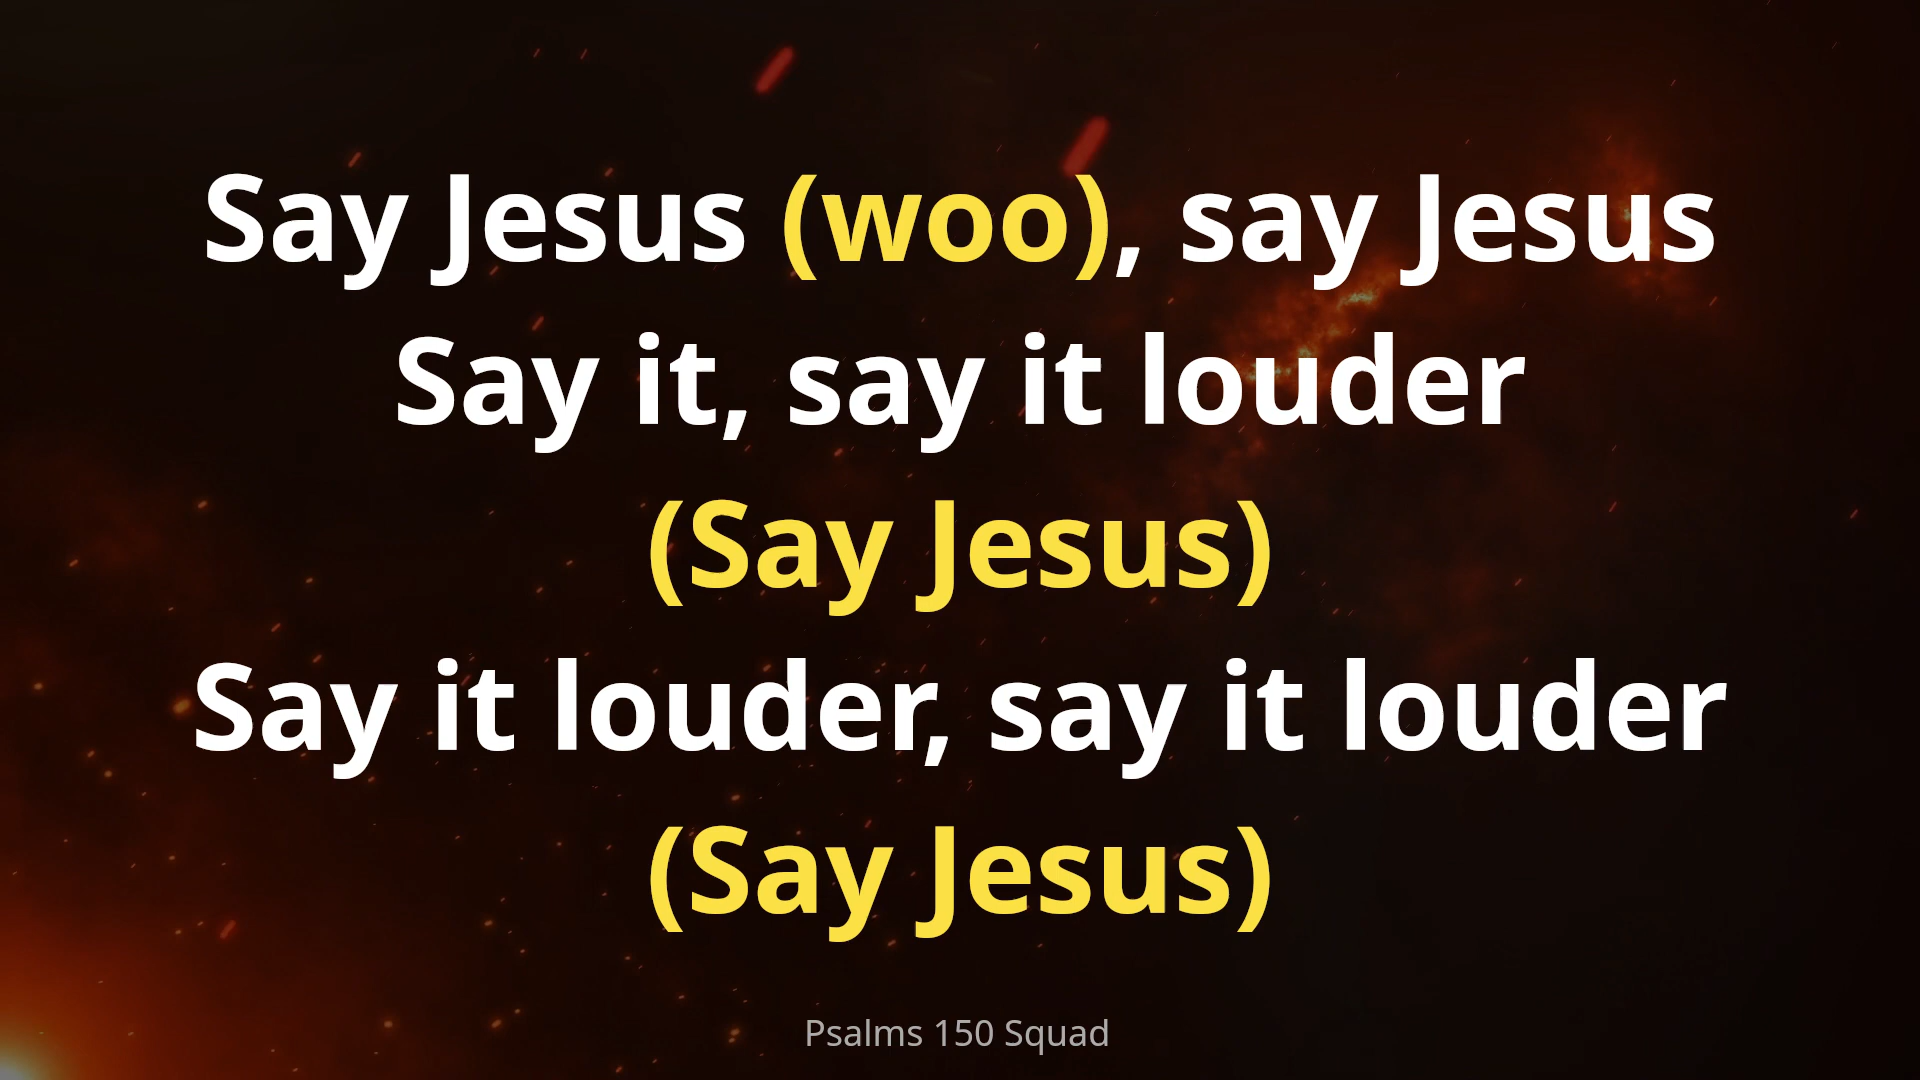 Say Jesus (woo), say Jesus
Say it, say it louder
(Say Jesus)
Say it louder, say it louder
(Say Jesus)
Psalms 150 Squad